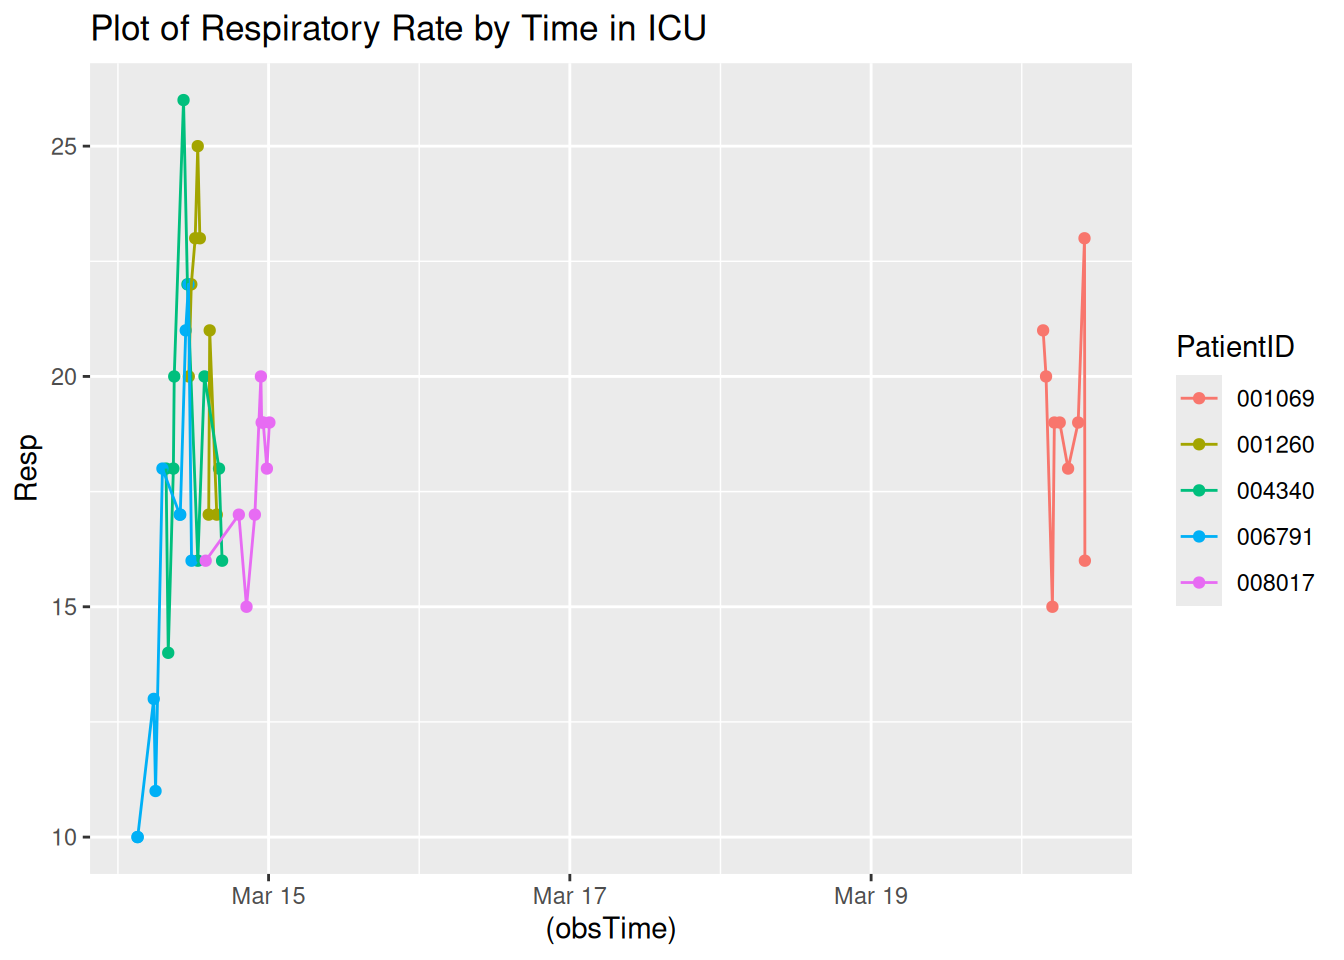 Plot of Respiratory Rate by Time in ICU
25
20
15
10
Resp
Mar 15
Mar 17
Mar 19
(obsTime)
PatientID
001069
001260
004340
006791
008017